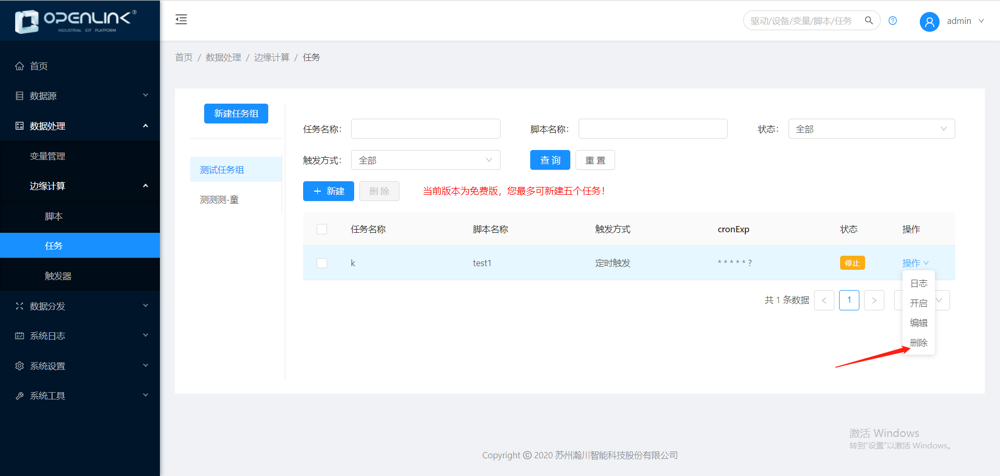 OPENLINK®
INDUSTRIAL IOT PLATFORM
驱动/设备/变量/脚本/任务
admin
首页
数据源
数据处理
变量管理
边缘计算
脚本
任务
触发器
数据分发
系统日志
系统设置
系统工具
首页 / 数据处理 / 边缘计算 / 任务
新建任务组
测试任务组
测测测-童
任务名称：
脚本名称：
状态： 全部
触发方式： 全部
查 询 重 置
+ 新建 删 除 当前版本为免费版，您最多可新建五个任务！
任务名称 脚本名称 触发方式 cronExp 状态 操作
k test1 定时触发 * * * * * ? 停止 操作
日志
开启
编辑
删除
共 1 条数据 < 1 >
激活 Windows
转到"设置"以激活 Windows。
Copyright © 2020 苏州瀚川智能科技股份有限公司